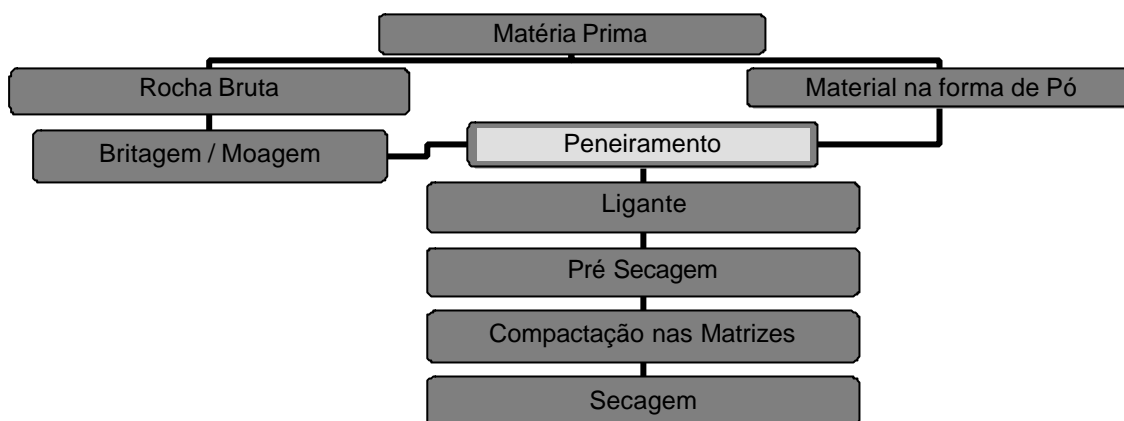 Matéria Prima
Rocha Bruta
Material na forma de Pó
Britagem / Moagem
Peneiramento
Ligante
Pré Secagem
Compactação nas Matrizes
Secagem